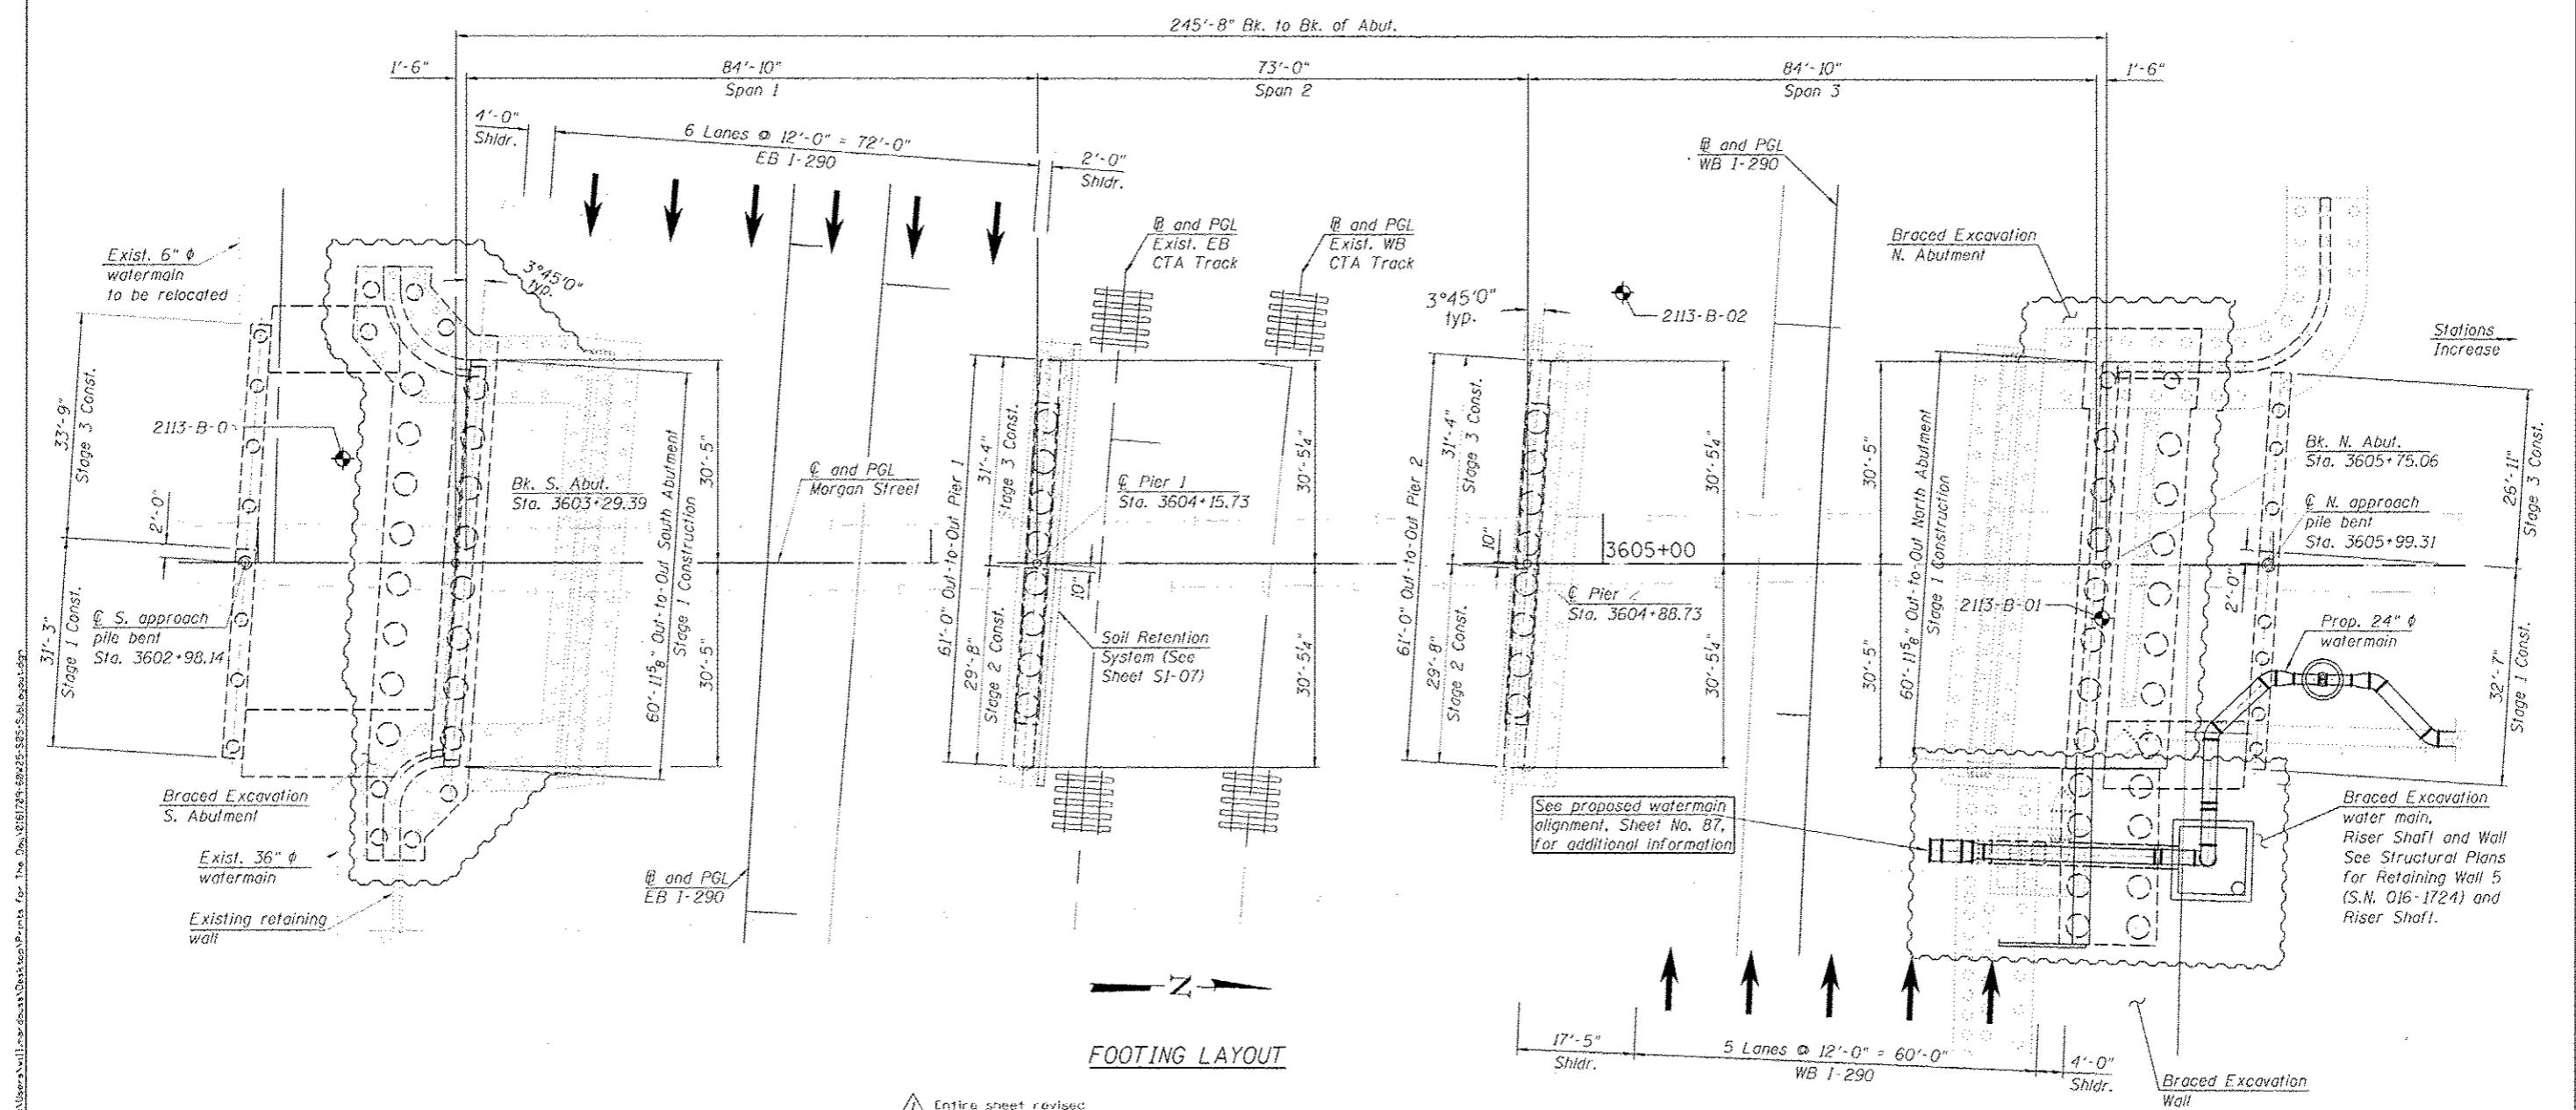 245'-8" Bk. to Bk. of Abut.
1'-6"
84'-10"
Span 1
73'-0"
Span 2
84'-10"
Span 3
1'-6"
4'-0"
Shldr.
6 Lanes @ 12'-0" = 72'-0"
EB I-290
2'-0"
Shldr.
℄ and PGL
WB I-290
Exist. 6" ϕ
watermain
to be relocated
3°45'0"
typ.
and PGL
Exist. EB
CTA Track
and PGL
Exist. WB
CTA Track
3°45'0"
typ.
2113-B-02
Braced Excavation
N. Abutment
Stations
Increase
33'-9"
Stage 3 Const.
2113-B-0
2'-0"
31'-3"
Stage 1 Const.
℄ S. approach
pile bent
Sta. 3602+98.14
Bk. S. Abut.
Sta. 3603+29.39
60'-11⅝" Out-to-Out South Abutment
Stage 1 Construction
30'-5"
30'-5"
℄ and PGL
Morgan Street
61'-0" Out-to-Out Pier 1
31'-4"
Stage 3 Const.
29'-8"
Stage 2 Const.
℄ Pier 1
Sta. 3604+15.73
10"
Soil Retention
System (See
Sheet S1-07)
30'-5¼"
30'-5¼"
61'-0" Out-to-Out Pier 2
31'-4"
Stage 3 Const.
29'-8"
Stage 2 Const.
10"
3605+00
℄ Pier
Sta. 3604+88.73
30'-5¼"
30'-5¼"
30'-5"
30'-5"
60'-11⅝" Out-to-Out North Abutment
Stage 1 Construction
2113-B-01
Bk. N. Abut.
Sta. 3605+75.06
℄ N. approach
pile bent
Sta. 3605+99.31
2'-0"
26'-11"
Stage 3 Const.
32'-7"
Stage 1 Const.
Prop. 24" ϕ
watermain
Braced Excavation
S. Abutment
Exist. 36" ϕ
watermain
Existing retaining
wall
and PGL
EB I-290
See proposed watermain
alignment, Sheet No. 87,
for additional information
Braced Excavation
water main,
Riser Shaft and Wall
See Structural Plans
for Retaining Wall 5
(S.N. 016-1724) and
Riser Shaft.
N
FOOTING LAYOUT
17'-5"
Shldr.
5 Lanes @ 12'-0" = 60'-0"
WB I-290
4'-0"
Shldr.
Braced Excavation
Wall
1 Entire sheet revised